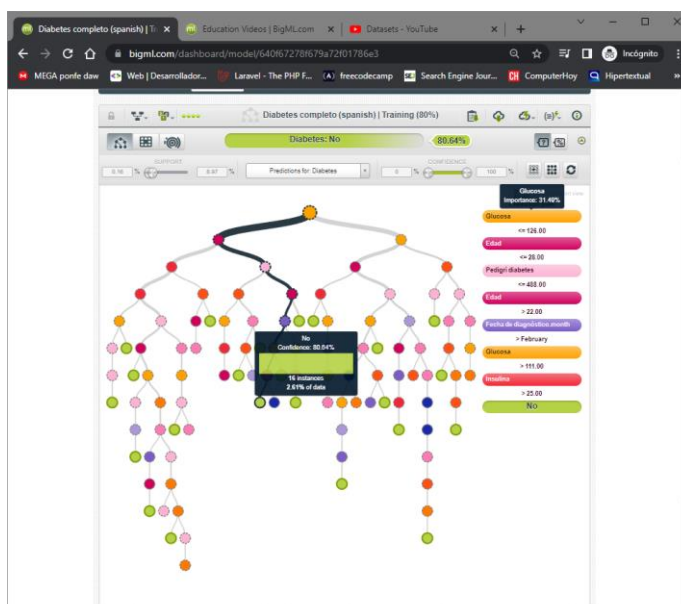 Diabetes completo (spanish) | Tr
Education Videos | BigML.com
Datasets - YouTube
bigml.com/dashboard/model/640f67278f679a72f01786e3
Incógnito
MEGA ponfe daw
Web | Desarrollador...
Laravel - The PHP F...
freecodecamp
Search Engine Jour...
ComputerHoy
Hipertextual
»
Diabetes completo (spanish) | Training (80%)
Diabetes: No
80.64%
SUPPORT
%
%
Predictions for Diabetes
CONFIDENCE
0 %
100 %
Glucosa
Importance: 31.49%
Glucosa
<= 126.00
Edad
<= 28.00
Pedigrí diabetes
<= 488.00
Edad
> 22.00
Fecha de diagnóstico.month
> February
Glucosa
> 111.00
Insulina
> 25.00
No
No
Confidence: 80.64%
16 instances
2.61% of data